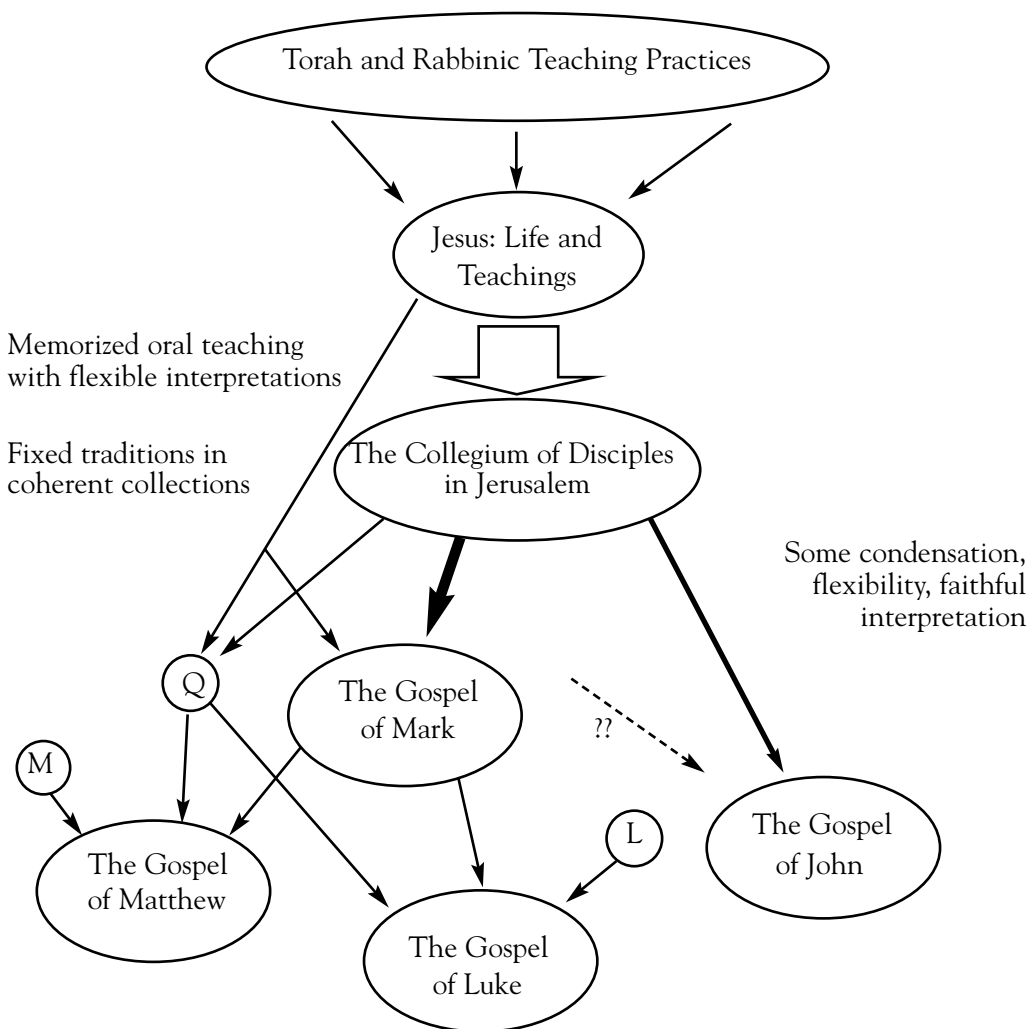 Torah and Rabbinic Teaching Practices
Jesus: Life and
Teachings
Memorized oral teaching
with flexible interpretations
Fixed traditions in
coherent collections
The Collegium of Disciples
in Jerusalem
Some condensation,
flexibility, faithful
interpretation
Q
The Gospel
of Mark
??
M
The Gospel
of Matthew
L
The Gospel
of John
The Gospel
of Luke